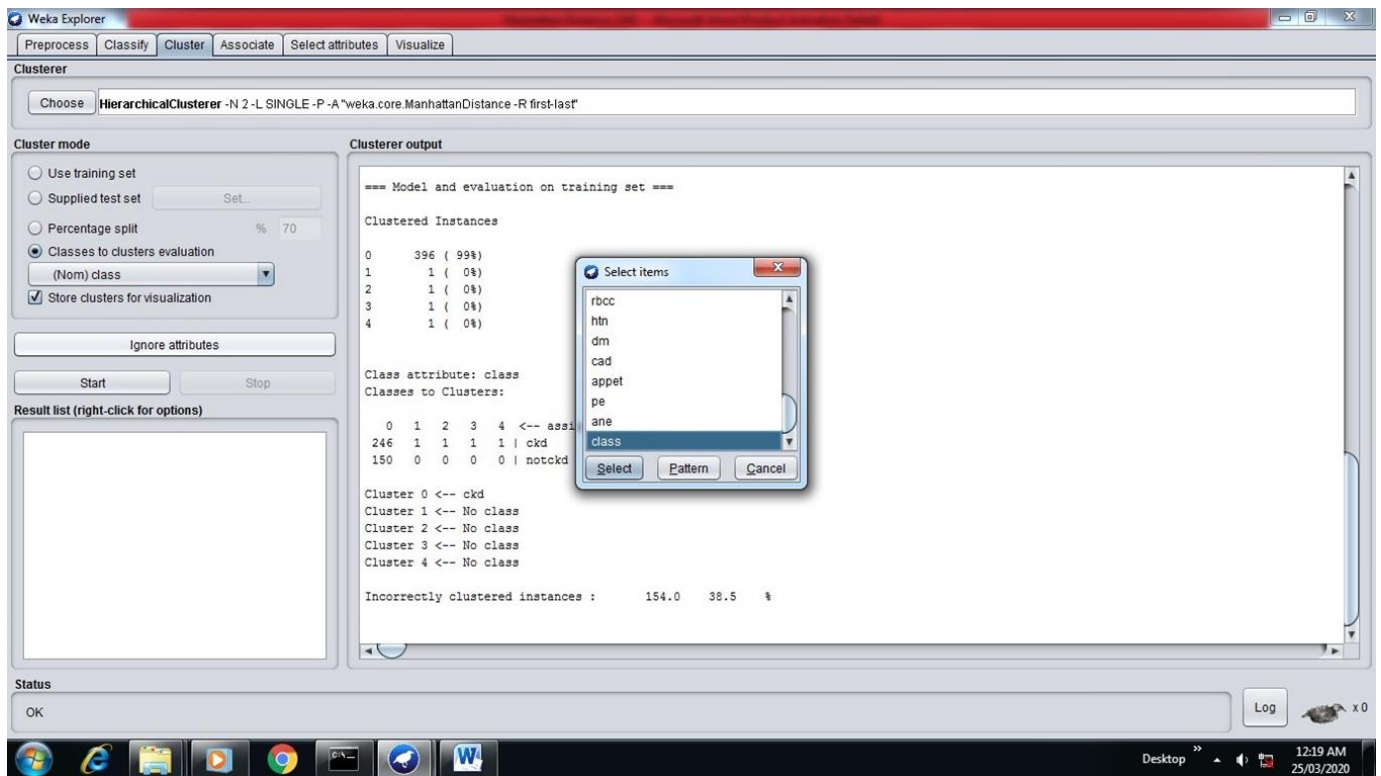 Weka Explorer
Preprocess Classify Cluster Associate Select attributes Visualize
Clusterer
Choose HierarchicalClusterer -N 2 -L SINGLE -P -A "weka.core.ManhattanDistance -R first-last"
Cluster mode
Use training set
Supplied test set Set...
Percentage split % 70
Classes to clusters evaluation
(Nom) class
Store clusters for visualization
Ignore attributes
Start Stop
Result list (right-click for options)
Clusterer output
=== Model and evaluation on training set ===
Clustered Instances
0 396 ( 99%)
1 1 ( 0%)
2 1 ( 0%)
3 1 ( 0%)
4 1 ( 0%)
Class attribute: class
Classes to Clusters:
0 1 2 3 4 <-- assi
246 1 1 1 1 | ckd
150 0 0 0 0 | notckd
Cluster 0 <-- ckd
Cluster 1 <-- No class
Cluster 2 <-- No class
Cluster 3 <-- No class
Cluster 4 <-- No class
Incorrectly clustered instances : 154.0 38.5 %
Select items
rbcc
htn
dm
cad
appet
pe
ane
class
Select Pattern Cancel
Status
OK
Log x 0
Desktop »
12:19 AM
25/03/2020